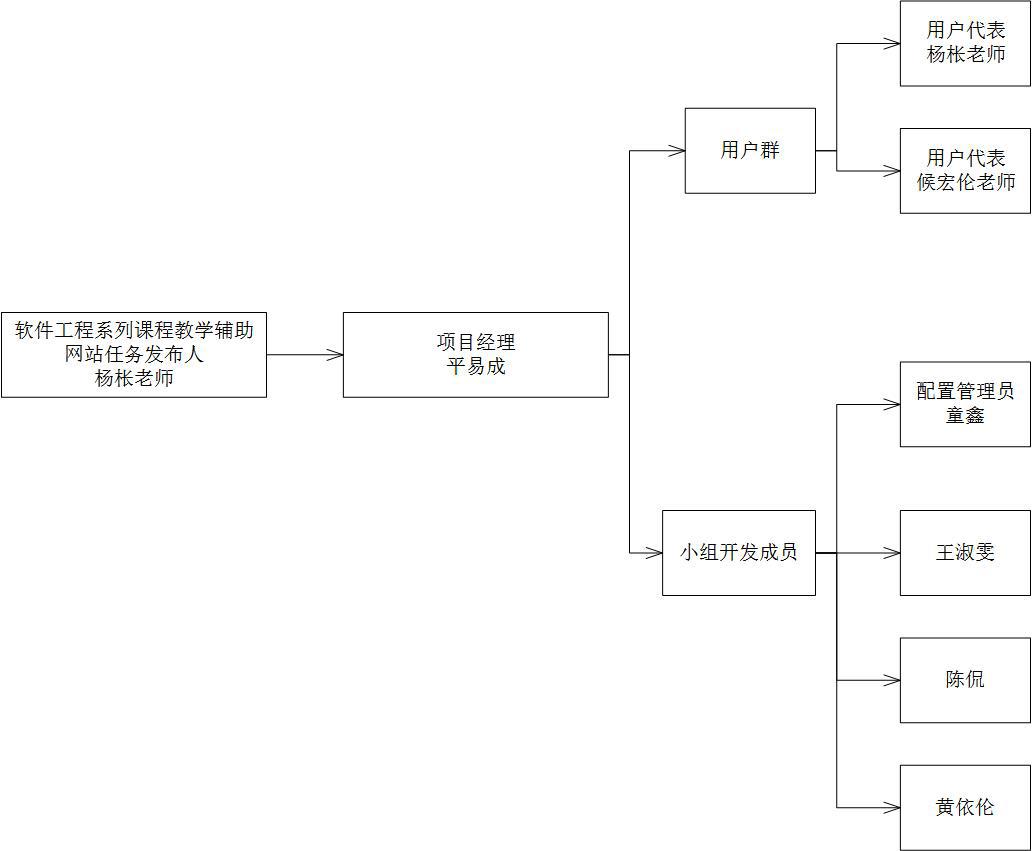 软件工程系列课程教学辅助
网站任务发布人
杨枨老师
项目经理
平易成
用户群
用户代表
杨枨老师
用户代表
候宏伦老师
小组开发成员
配置管理员
童鑫
王淑雯
陈侃
黄依伦